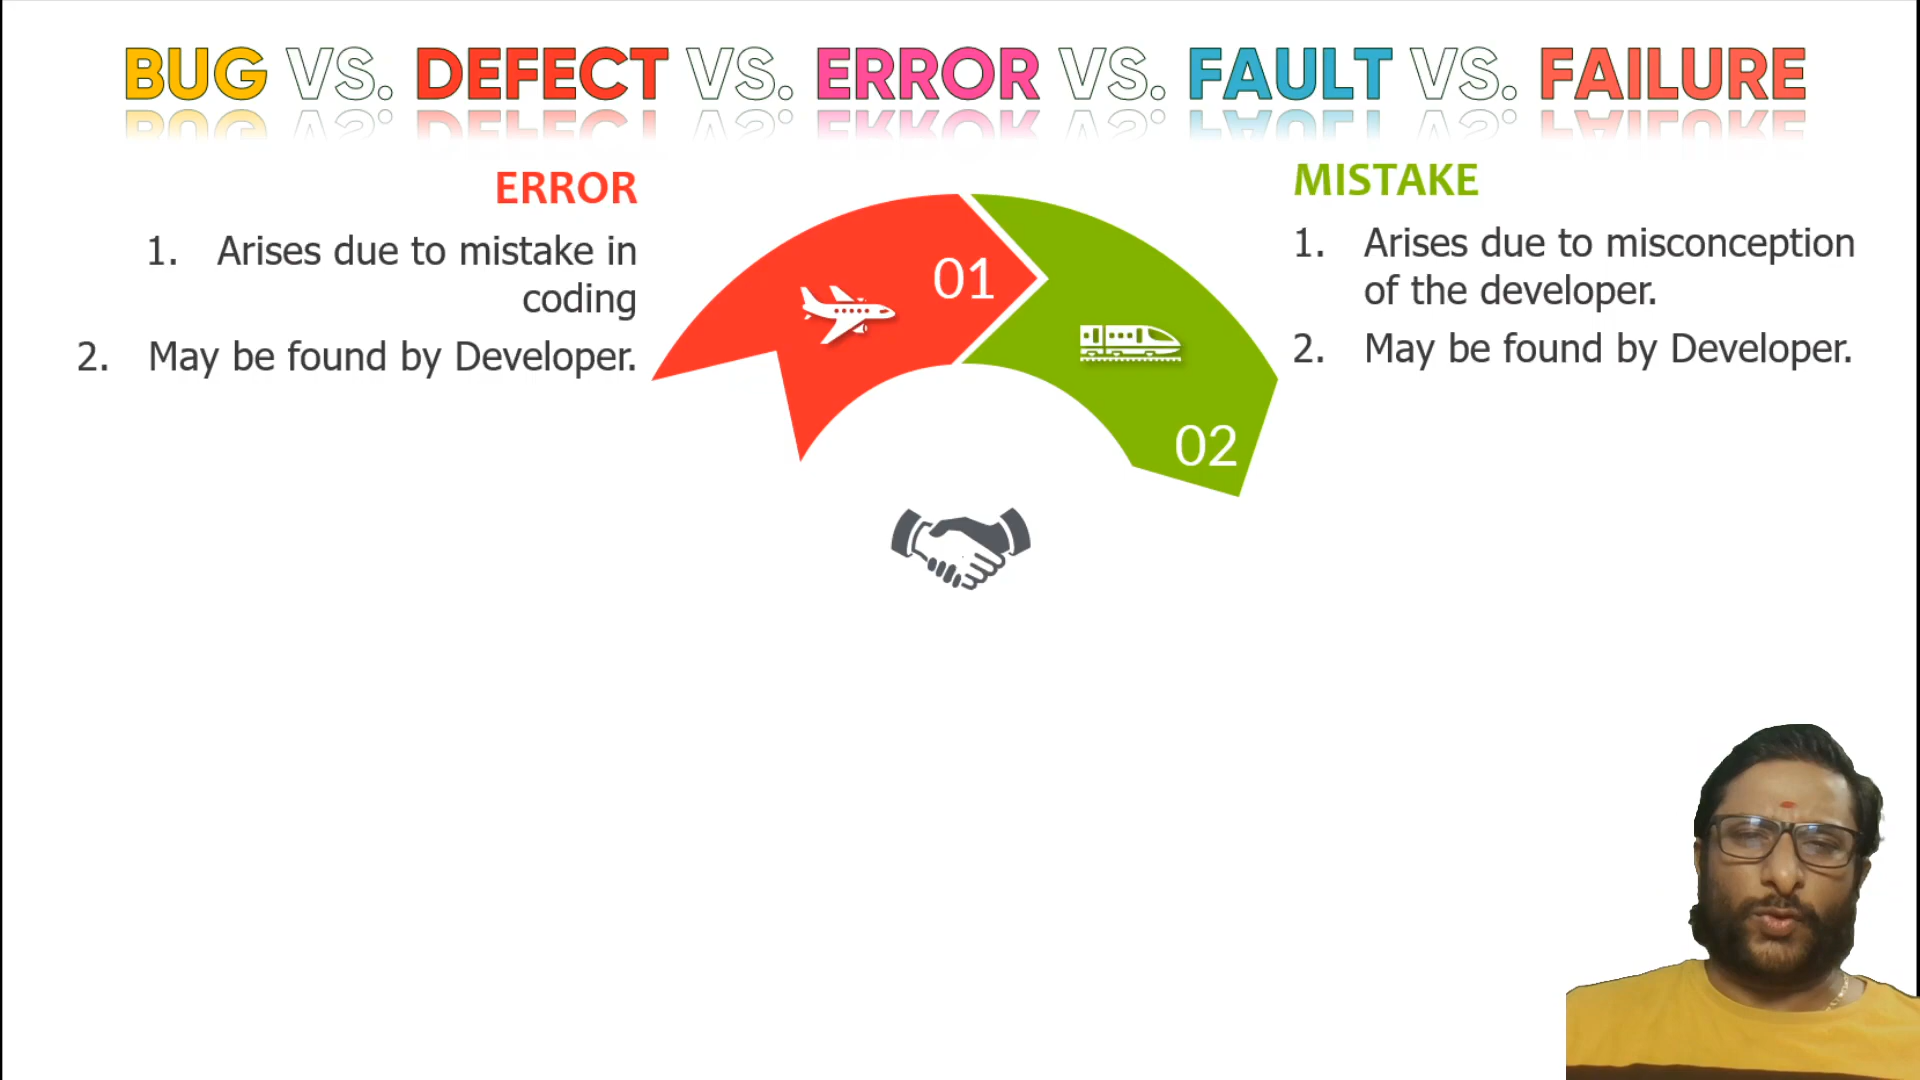 BUG VS. DEFECT VS. ERROR VS. FAULT VS. FAILURE
ERROR
1. Arises due to mistake in
coding
2. May be found by Developer.
01
02
MISTAKE
1. Arises due to misconception
of the developer.
2. May be found by Developer.